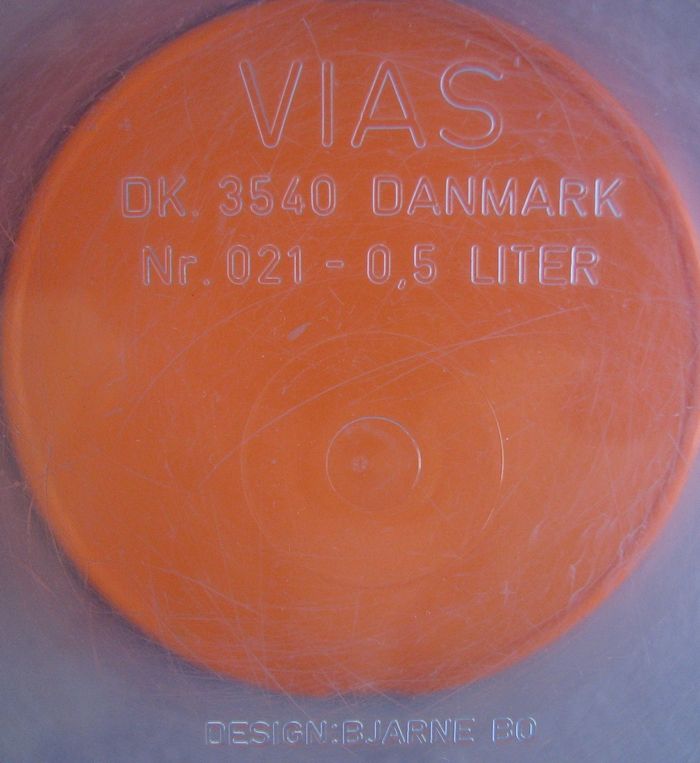 VIAS
DK. 3540 DANMARK
Nr. 021 - 0,5 LITER
DESIGN:BJARNE BO